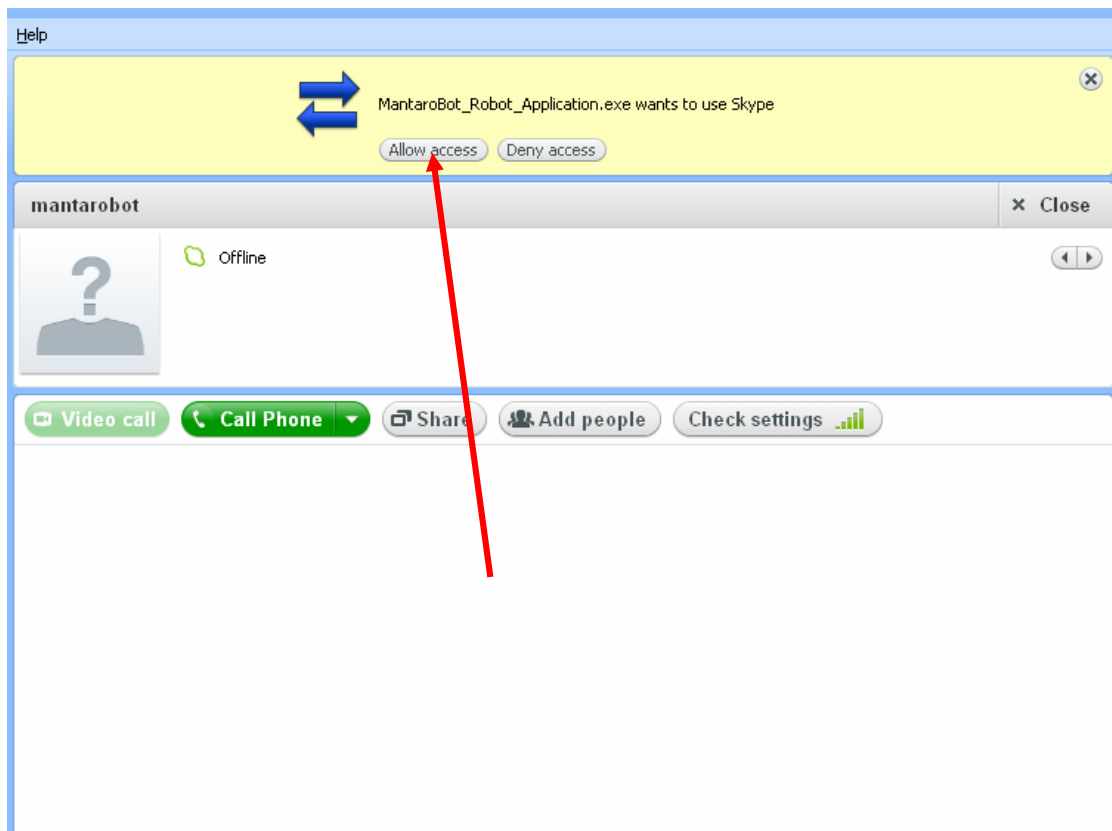 Help
MantaroBot_Robot_Application.exe wants to use Skype
Allow access Deny access
mantarobot × Close
Offline
Video call Call Phone Share Add people Check settings